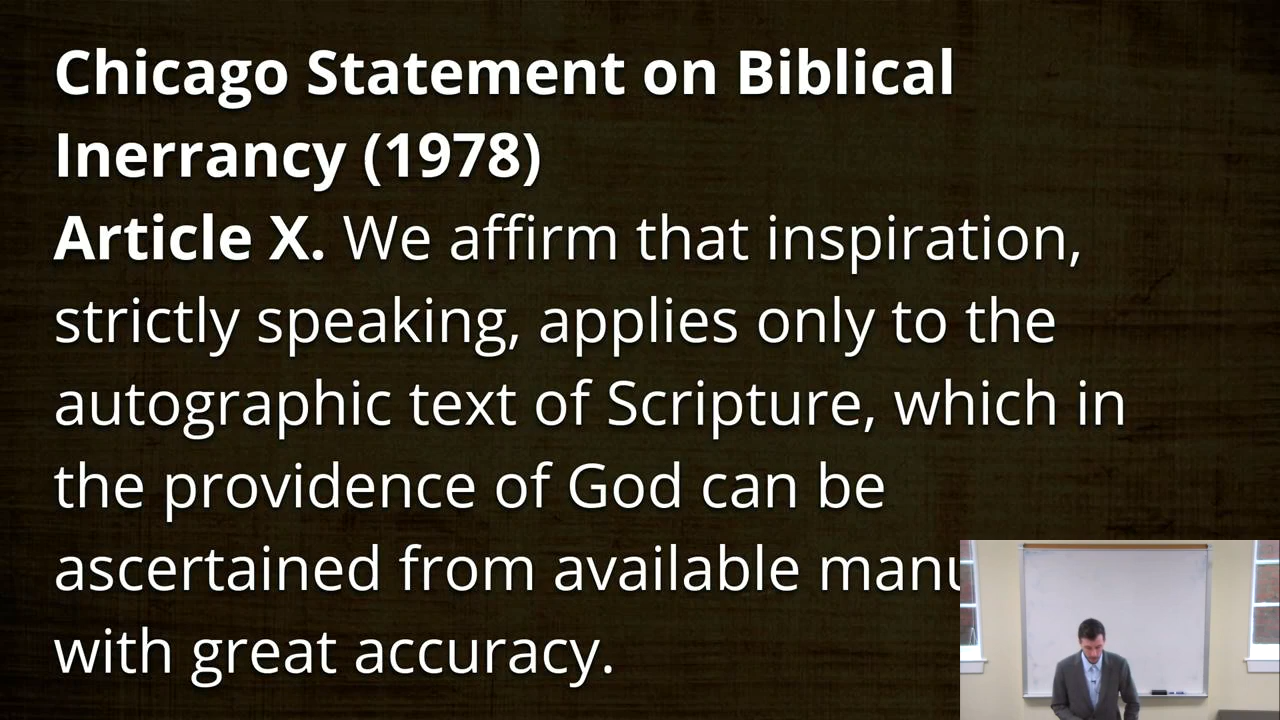 Chicago Statement on Biblical
Inerrancy (1978)
Article X. We affirm that inspiration,
strictly speaking, applies only to the
autographic text of Scripture, which in
the providence of God can be
ascertained from available
with great accuracy.